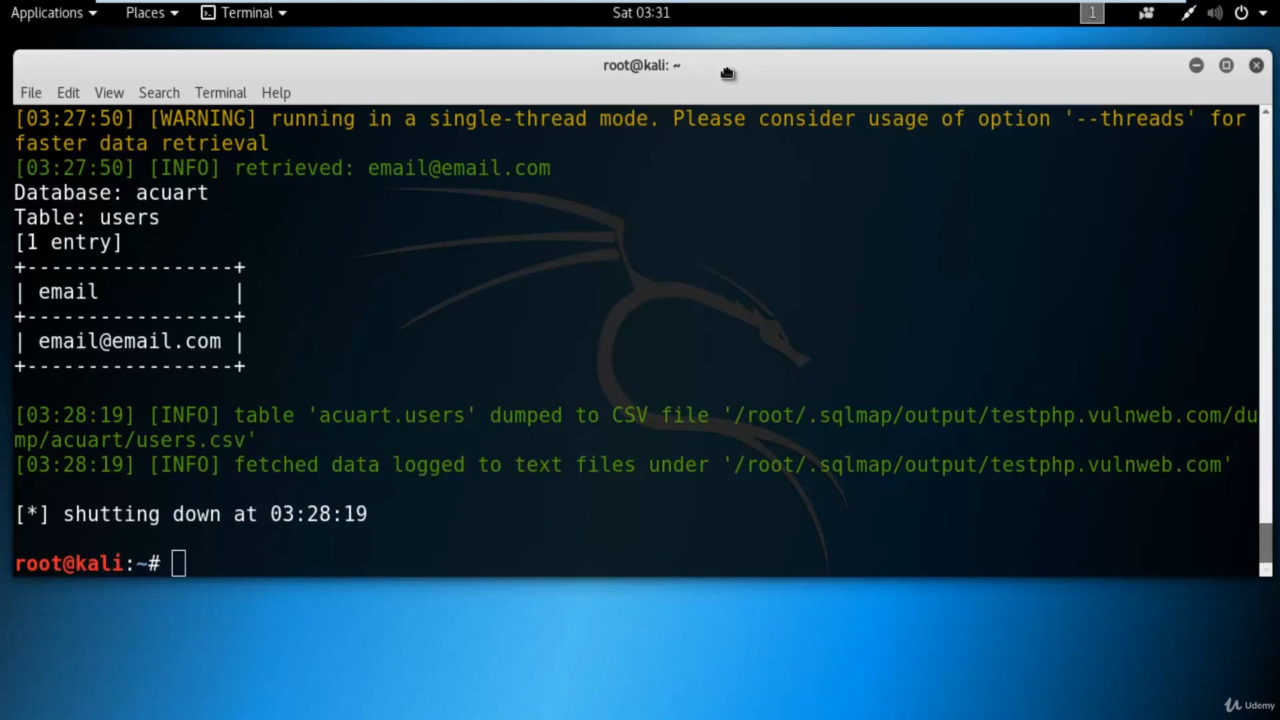 Applications Places Terminal Sat 03:31 1
root@kali: ~
File Edit View Search Terminal Help
[03:27:50] [WARNING] running in a single-thread mode. Please consider usage of option '--threads' for
faster data retrieval
[03:27:50] [INFO] retrieved: email@email.com
Database: acuart
Table: users
[1 entry]
+-----------------+
| email           |
+-----------------+
| email@email.com |
+-----------------+
[03:28:19] [INFO] table 'acuart.users' dumped to CSV file '/root/.sqlmap/output/testphp.vulnweb.com/du
mp/acuart/users.csv'
[03:28:19] [INFO] fetched data logged to text files under '/root/.sqlmap/output/testphp.vulnweb.com'
[*] shutting down at 03:28:19
root@kali:~#
Udemy